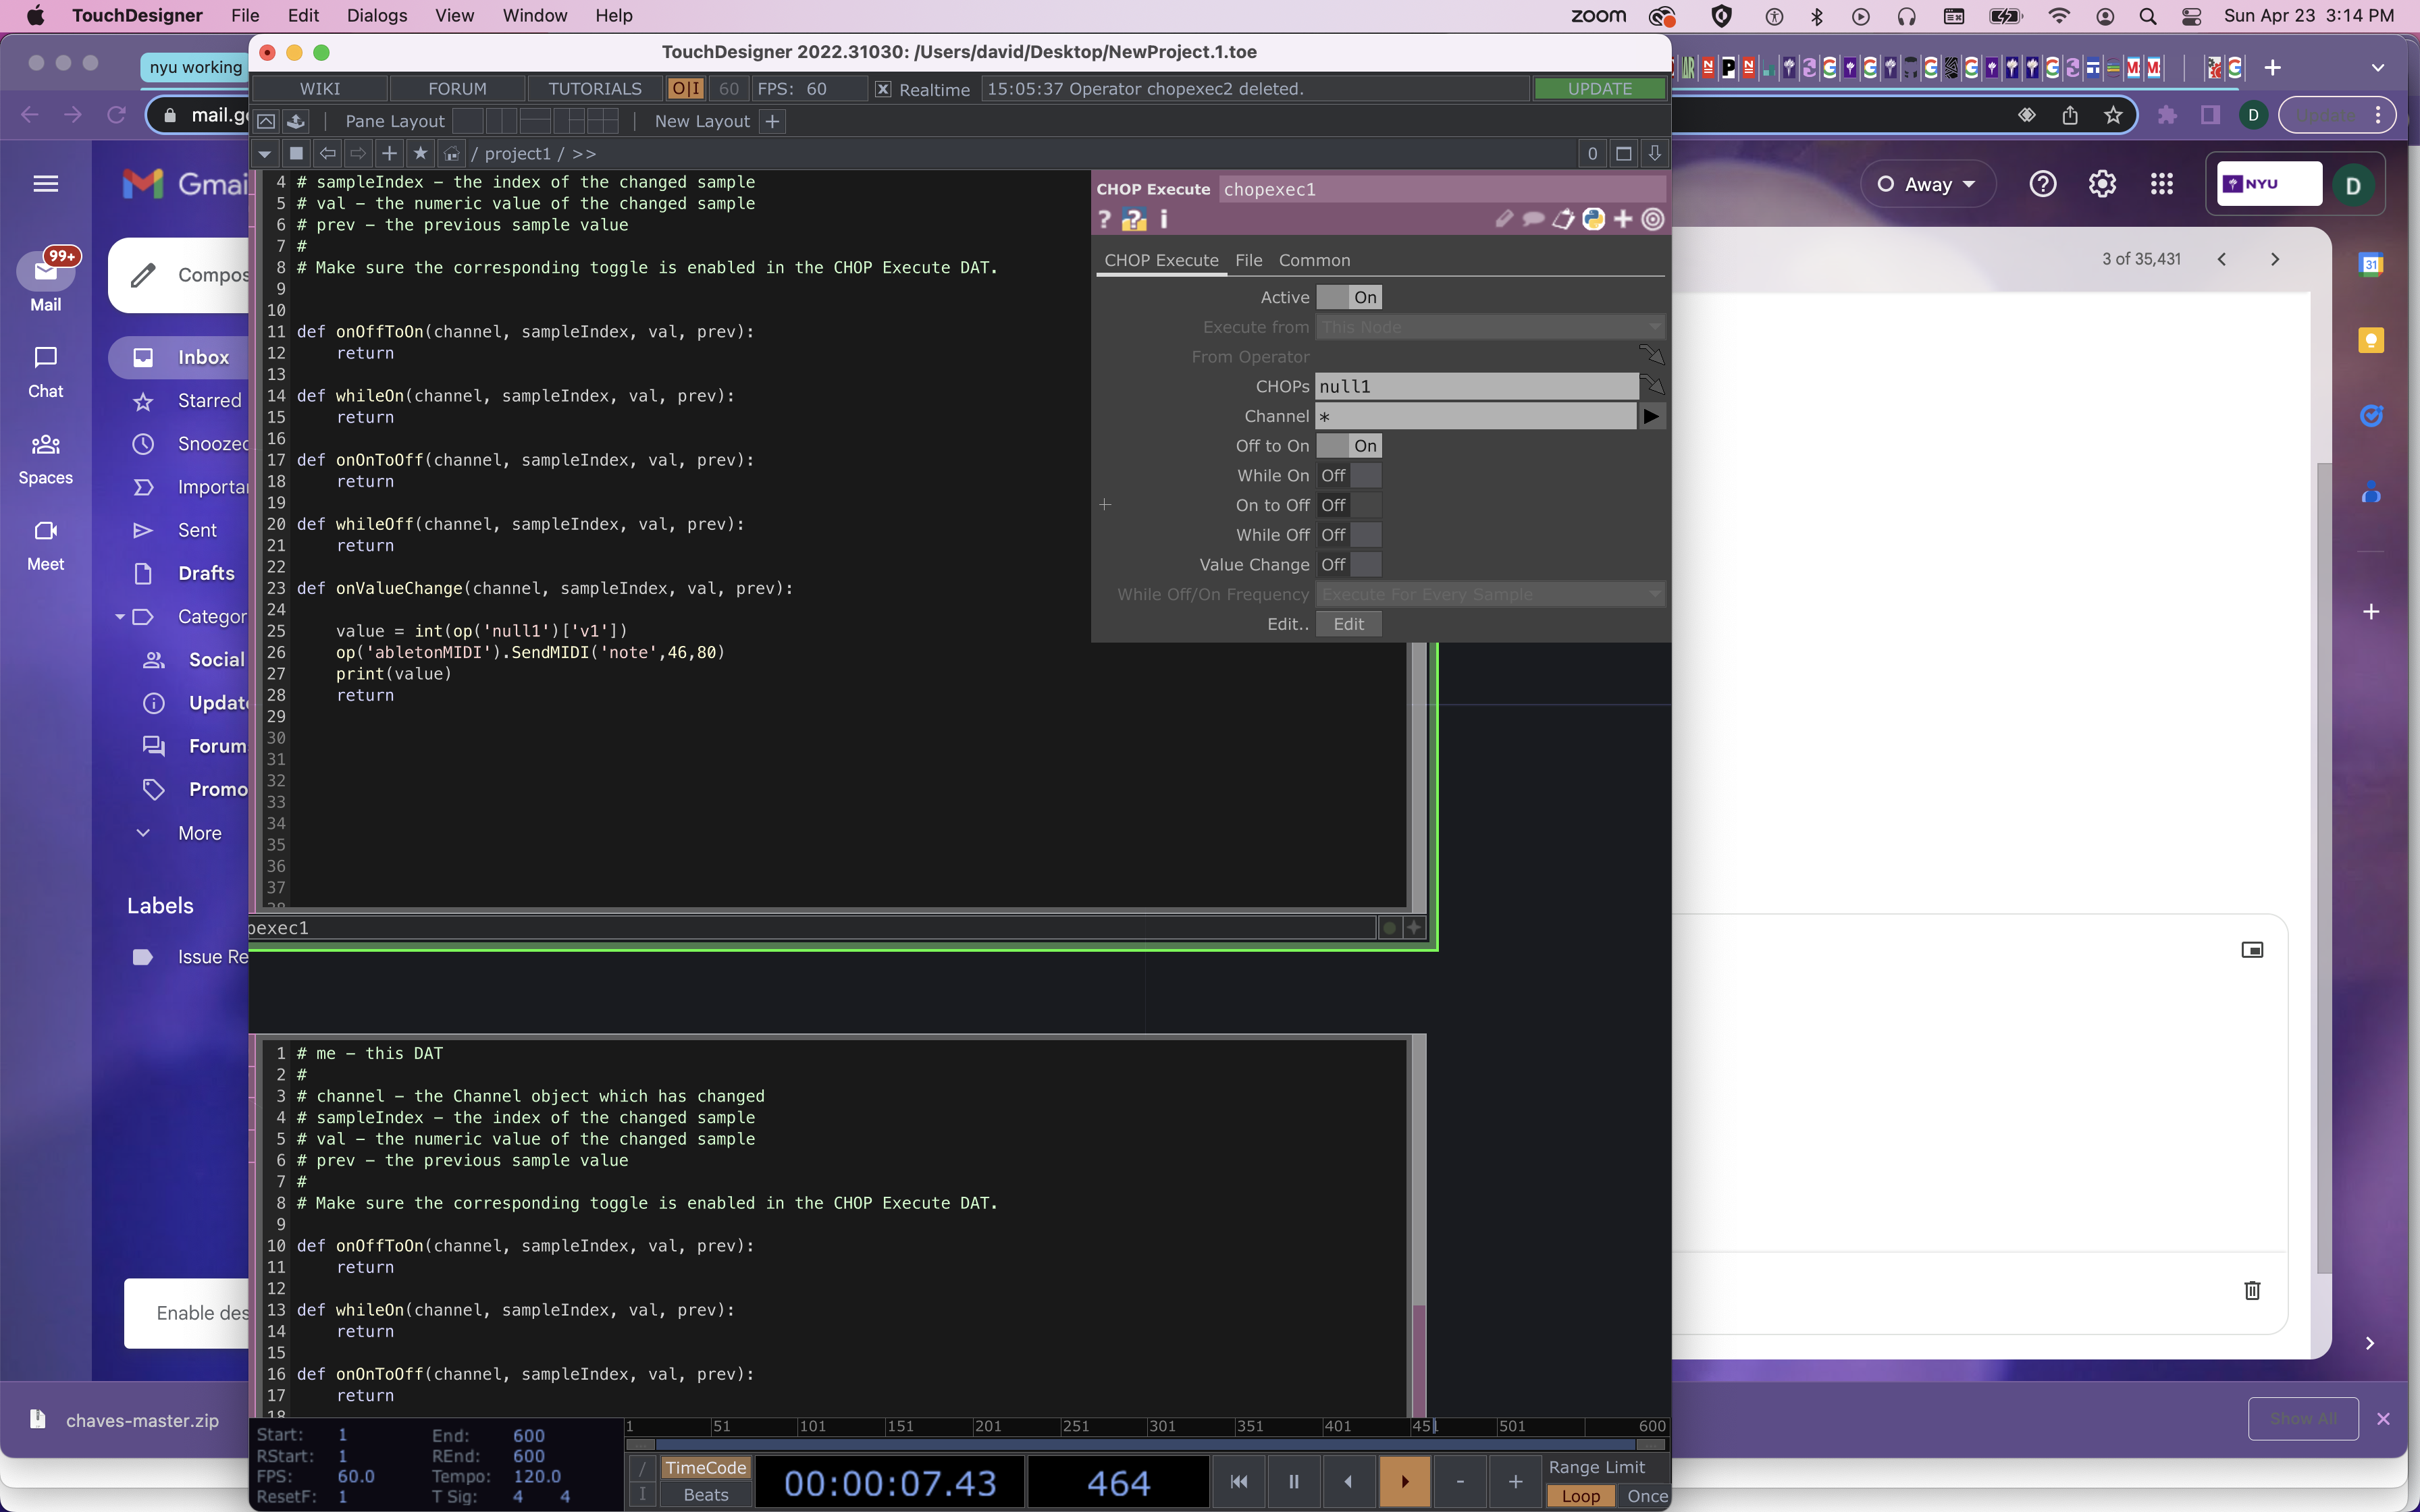 TouchDesigner File Edit Dialogs View Window Help zoom Sun Apr 23 3:14 PM
nyu working
TouchDesigner 2022.31030: /Users/david/Desktop/NewProject.1.toe
WIKI FORUM TUTORIALS O|I 60 FPS: 60 Realtime 15:05:37 Operator chopexec2 deleted. UPDATE
Pane Layout New Layout +
/ project1 / >> 0
mail.g
D
Gmai
Away
NYU
D
Compos
3 of 35,431
99+
Mail
Chat
Spaces
Meet
Inbox
Starred
Snoozed
Importa
Sent
Drafts
Categor
Social
Update
Forum
Promo
More
Labels
Issue Re
Enable des
chaves-master.zip
Show All
31
4 # sampleIndex - the index of the changed sample
5 # val - the numeric value of the changed sample
6 # prev - the previous sample value
7 #
8 # Make sure the corresponding toggle is enabled in the CHOP Execute DAT.
9
10
11 def onOffToOn(channel, sampleIndex, val, prev):
12 return
13
14 def whileOn(channel, sampleIndex, val, prev):
15 return
16
17 def onOnToOff(channel, sampleIndex, val, prev):
18 return
19
20 def whileOff(channel, sampleIndex, val, prev):
21 return
22
23 def onValueChange(channel, sampleIndex, val, prev):
24
25 value = int(op('null1')['v1'])
26 op('abletonMIDI').SendMIDI('note',46,80)
27 print(value)
28 return
29
30
31
32
33
34
35
36
37
38
pexec1
CHOP Execute chopexec1
? ? i
CHOP Execute File Common
Active On
Execute from This Node
From Operator
CHOPs null1
Channel *
Off to On On
While On Off
On to Off Off
While Off Off
Value Change Off
While Off/On Frequency Execute For Every Sample
Edit.. Edit
1 # me - this DAT
2 #
3 # channel - the Channel object which has changed
4 # sampleIndex - the index of the changed sample
5 # val - the numeric value of the changed sample
6 # prev - the previous sample value
7 #
8 # Make sure the corresponding toggle is enabled in the CHOP Execute DAT.
9
10 def onOffToOn(channel, sampleIndex, val, prev):
11 return
12
13 def whileOn(channel, sampleIndex, val, prev):
14 return
15
16 def onOnToOff(channel, sampleIndex, val, prev):
17 return
18
1 51 101 151 201 251 301 351 401 451 501 600
Start: 1 End: 600
RStart: 1 REnd: 600
FPS: 60.0 Tempo: 120.0
ResetF: 1 T Sig: 4 4
/ TimeCode 00:00:07.43 464 - + Range Limit
I Beats Loop Once